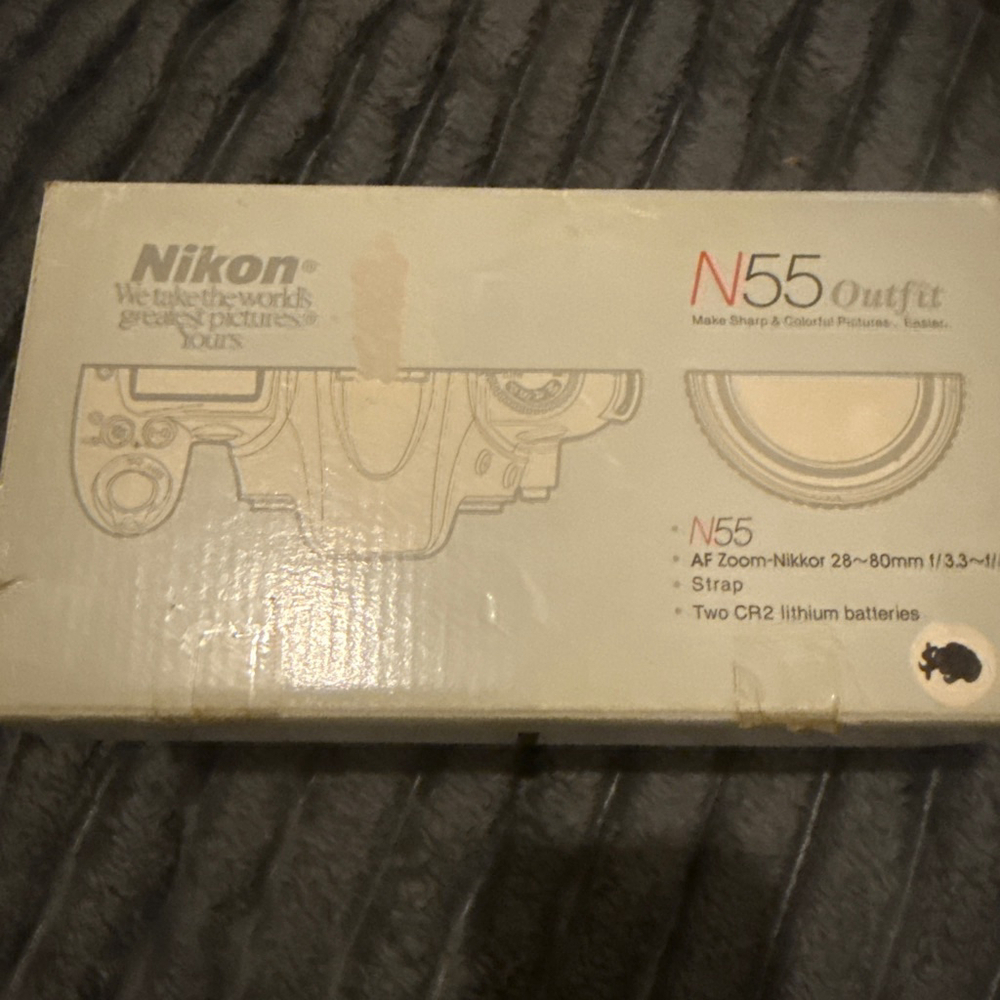 Nikon®
We take the world's
greatest pictures.®
Yours.
N55 Outfit
Make Sharp & Colorful Pictures. Easier.
• N55
• AF Zoom-Nikkor 28~80mm f/3.3~f/
• Strap
• Two CR2 lithium batteries